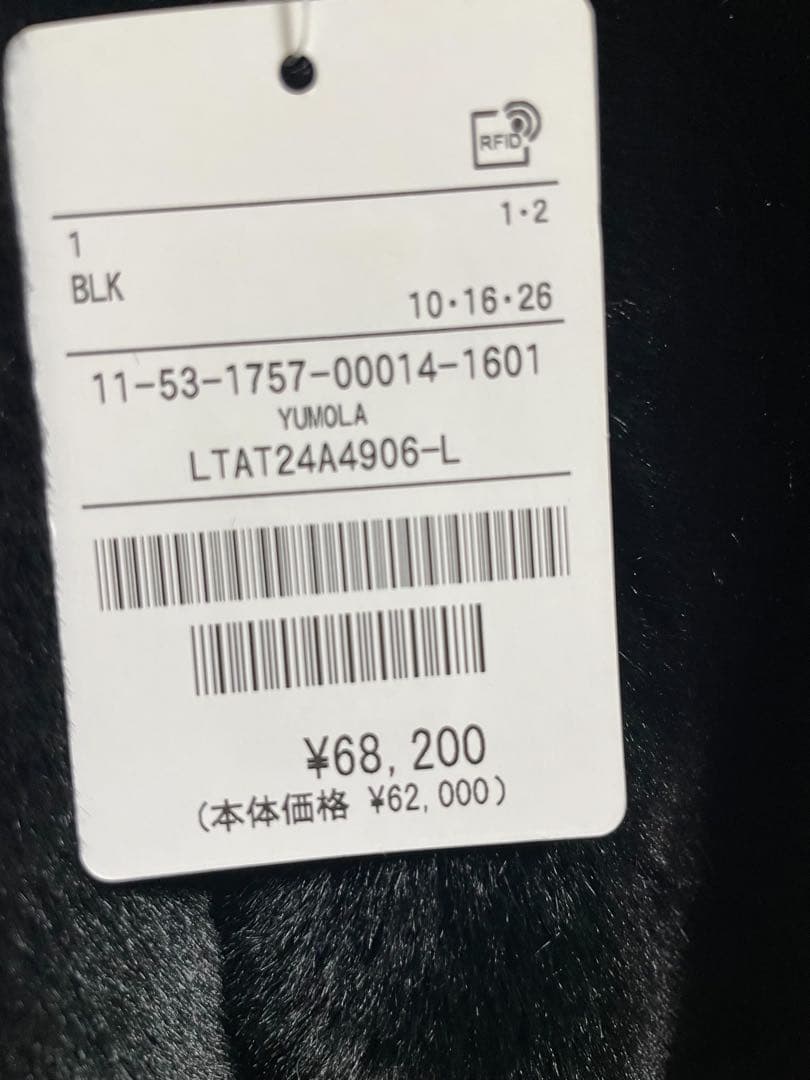 RFID
1・2
1
BLK
10・16・26
11-53-1757-00014-1601
YUMOLA
LTAT24A4906-L
¥68,200
(本体価格 ¥62,000)